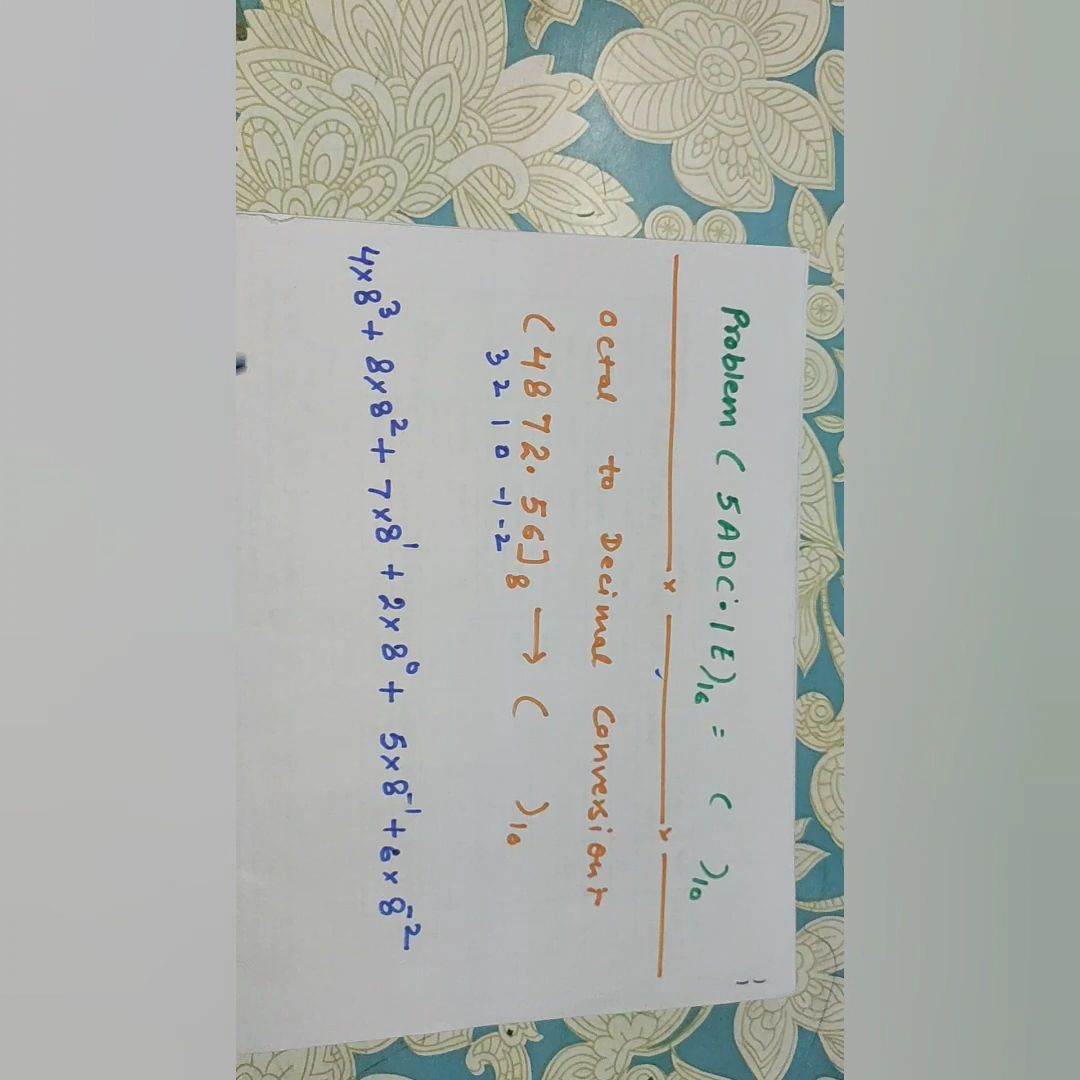 Problem (5ADC.1E)₁₆ = ( )₁₀
Octal to Decimal Conversion:-
(4872.56)₈ → ( )₁₀
3 2 1 0 -1 -2
4×8³ + 8×8² + 7×8¹ + 2×8⁰ + 5×8⁻¹ + 6×8⁻²